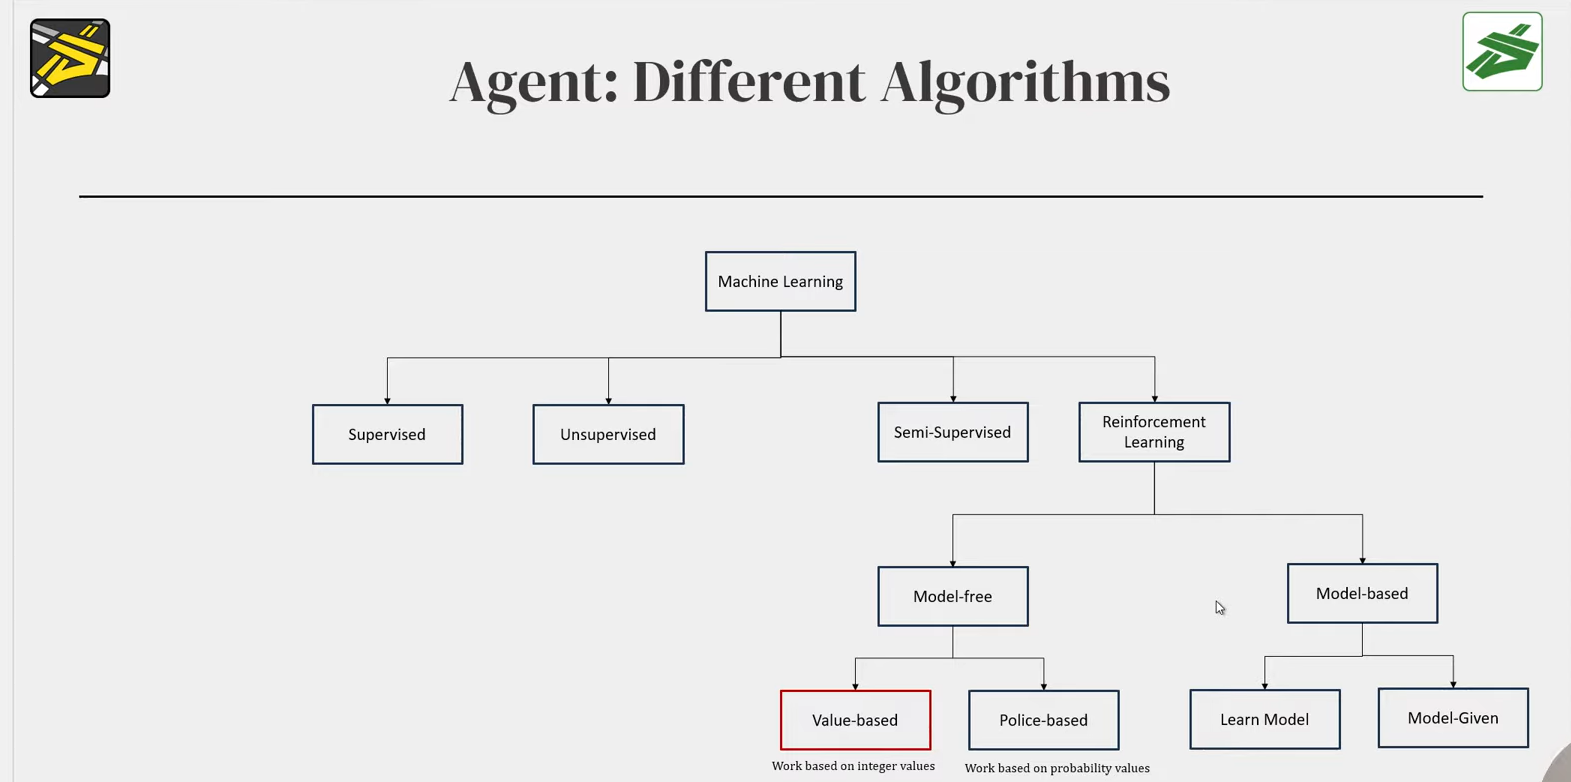 Agent: Different Algorithms
Machine Learning
Supervised
Unsupervised
Semi-Supervised
Reinforcement
Learning
Model-free
Model-based
Value-based
Police-based
Learn Model
Model-Given
Work based on integer values
Work based on probability values